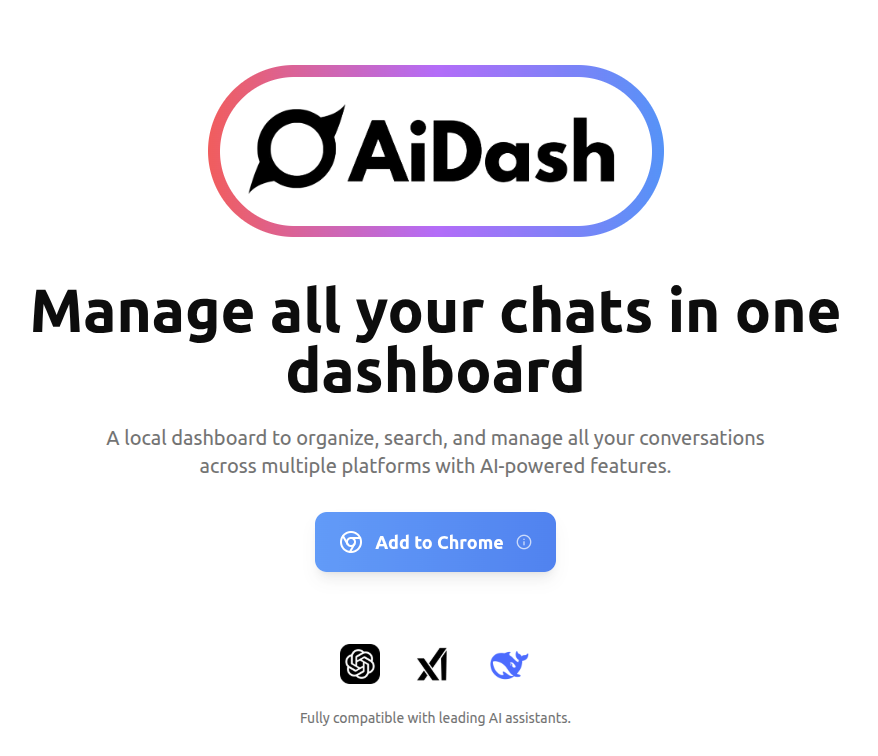 AiDash
Manage all your chats in one
dashboard
A local dashboard to organize, search, and manage all your conversations
across multiple platforms with AI-powered features.
Add to Chrome
Fully compatible with leading AI assistants.